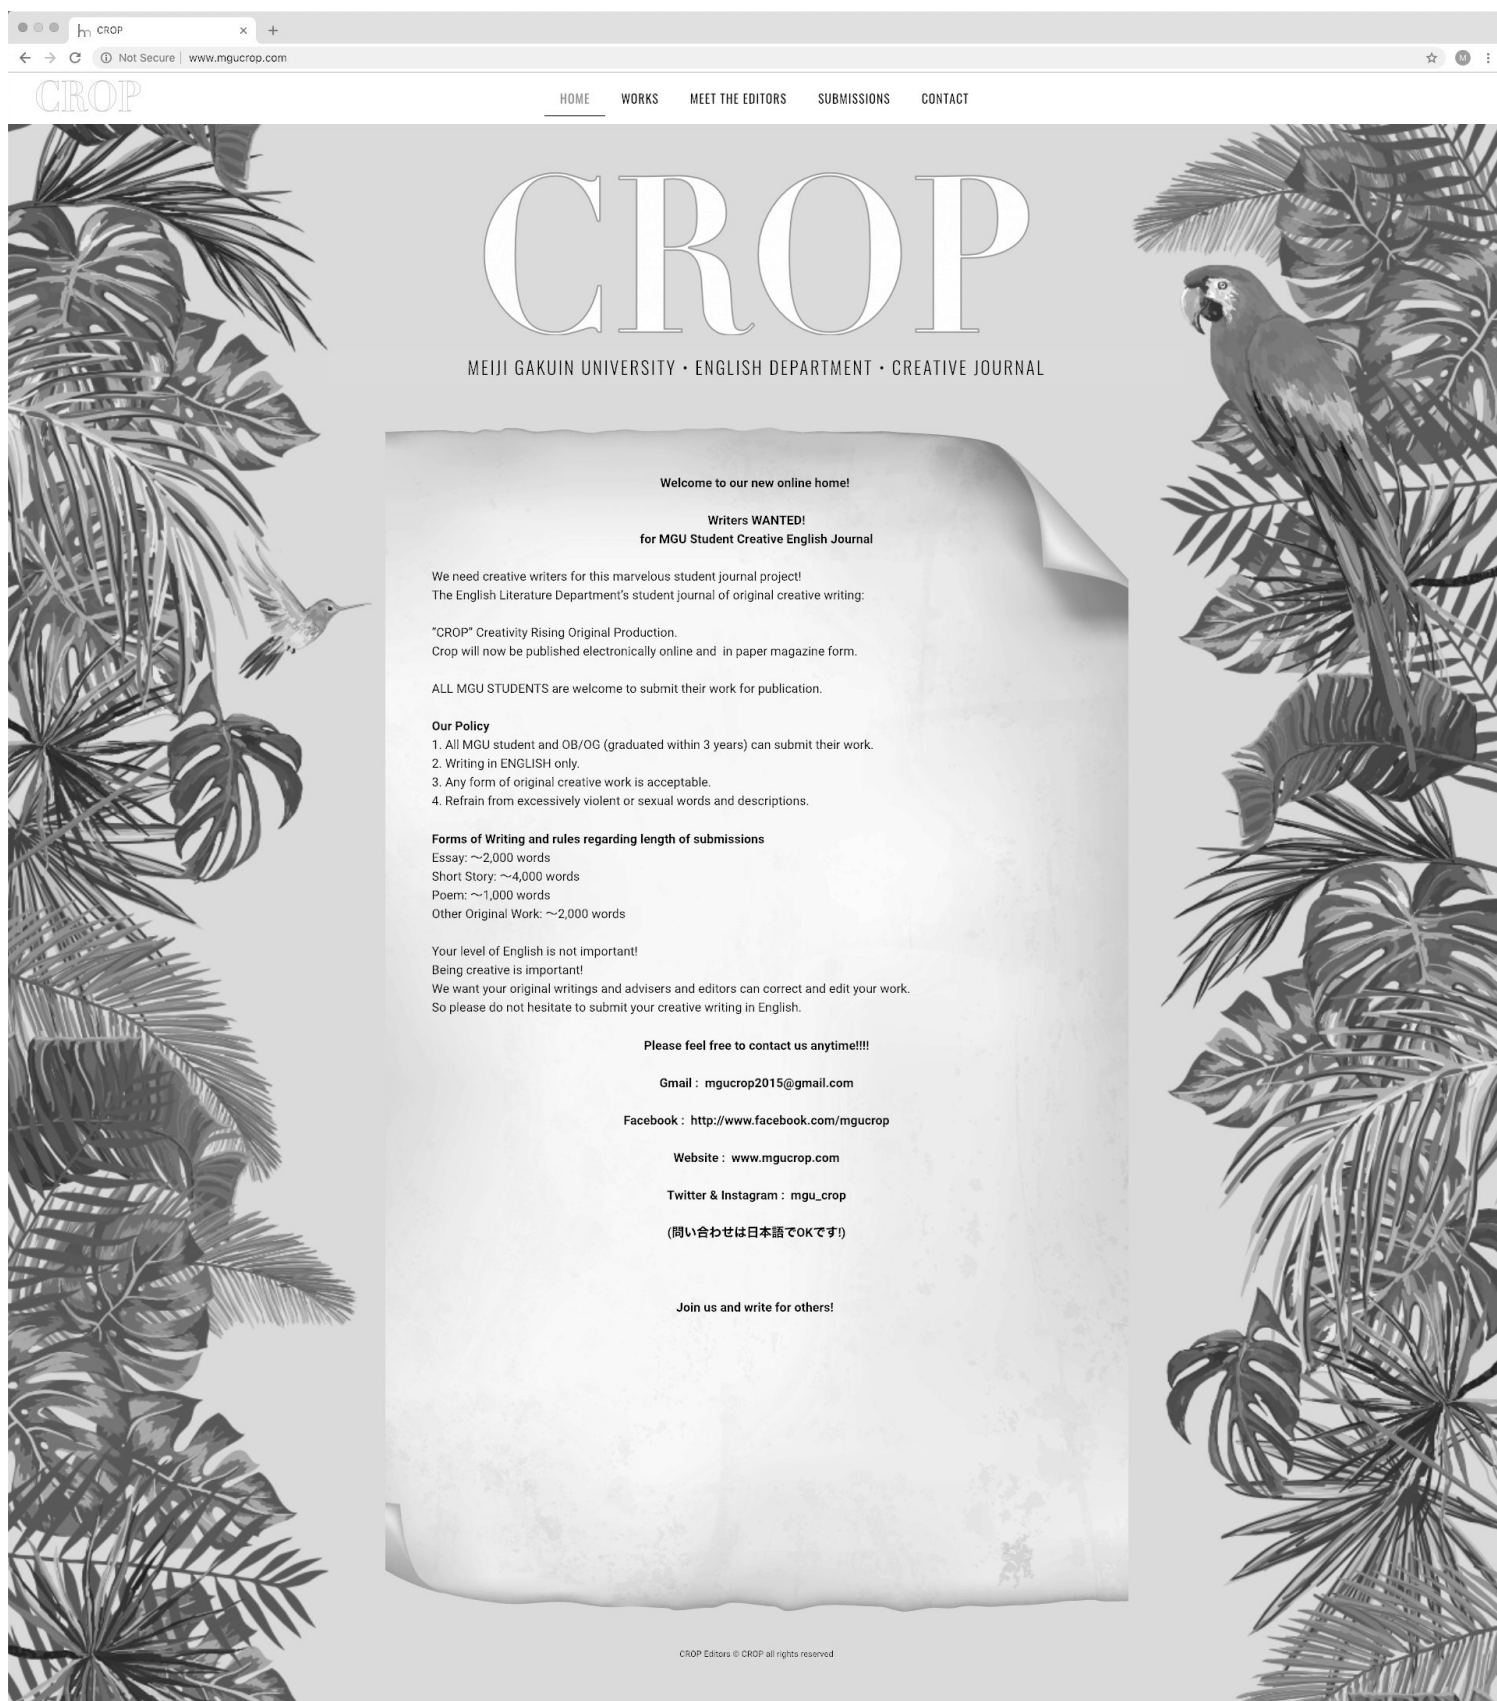 CROP
Not Secure
www.mgucrop.com
M
CROP
HOME
WORKS
MEET THE EDITORS
SUBMISSIONS
CONTACT
CROP
MEIJI GAKUIN UNIVERSITY • ENGLISH DEPARTMENT • CREATIVE JOURNAL
Welcome to our new online home!
Writers WANTED!
for MGU Student Creative English Journal
We need creative writers for this marvelous student journal project!
The English Literature Department's student journal of original creative writing:
"CROP" Creativity Rising Original Production.
Crop will now be published electronically online and  in paper magazine form.
ALL MGU STUDENTS are welcome to submit their work for publication.
Our Policy
1. All MGU student and OB/OG (graduated within 3 years) can submit their work.
2. Writing in ENGLISH only.
3. Any form of original creative work is acceptable.
4. Refrain from excessively violent or sexual words and descriptions.
Forms of Writing and rules regarding length of submissions
Essay: 〜2,000 words
Short Story: 〜4,000 words
Poem: 〜1,000 words
Other Original Work: 〜2,000 words
Your level of English is not important!
Being creative is important!
We want your original writings and advisers and editors can correct and edit your work.
So please do not hesitate to submit your creative writing in English.
Please feel free to contact us anytime!!!!
Gmail :  mgucrop2015@gmail.com
Facebook :  http://www.facebook.com/mgucrop
Website :  www.mgucrop.com
Twitter & Instagram :  mgu_crop
(問い合わせは日本語でOKです!)
Join us and write for others!
CROP Editors © CROP all rights reserved